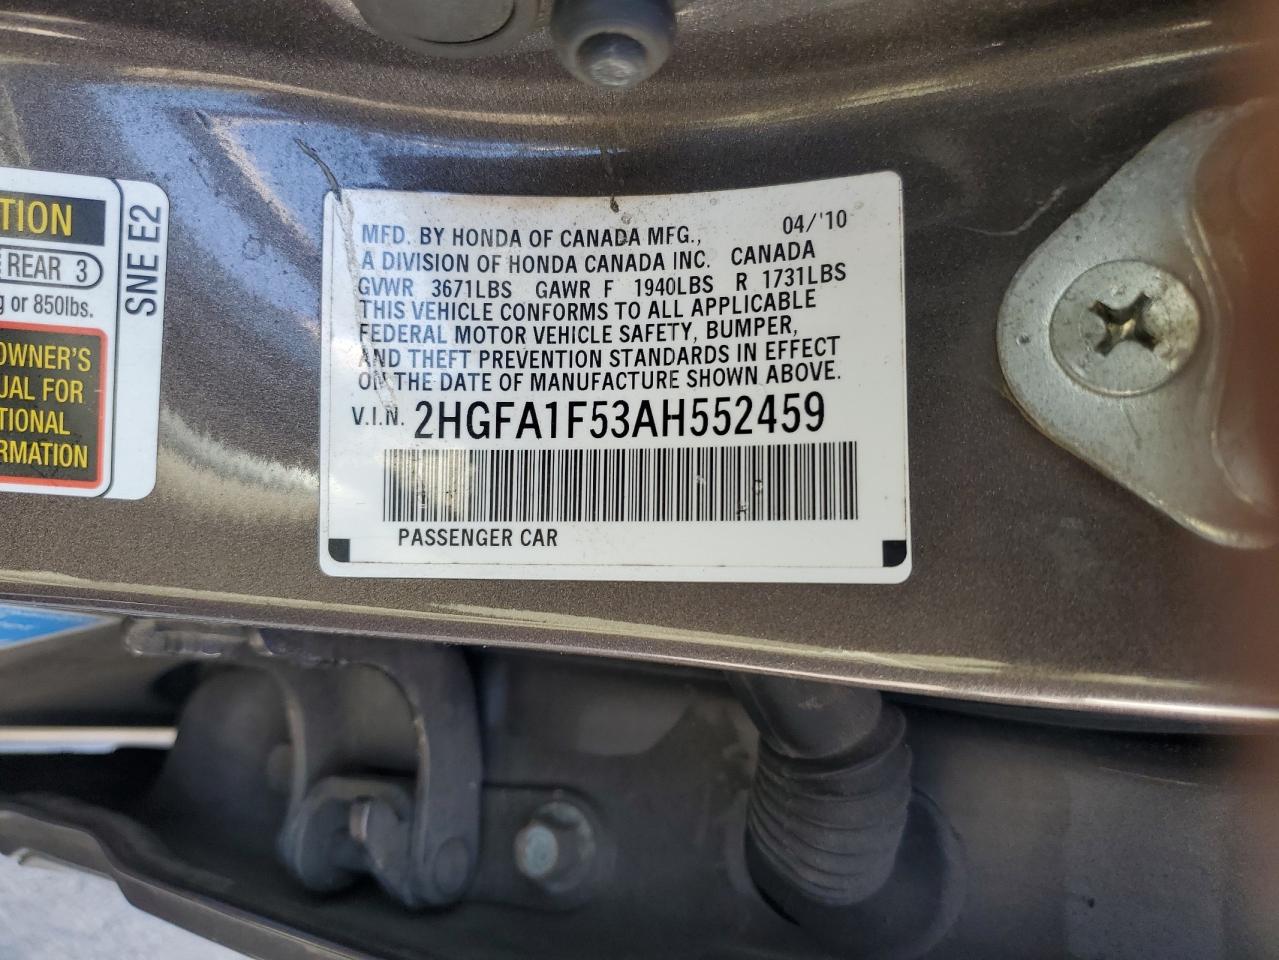 TION
REAR 3
g or 850lbs.
OWNER'S
UAL FOR
TIONAL
ORMATION
SNE E2
04/'10
MFD. BY HONDA OF CANADA MFG.,
A DIVISION OF HONDA CANADA INC. CANADA
GVWR 3671LBS GAWR F 1940LBS R 1731LBS
THIS VEHICLE CONFORMS TO ALL APPLICABLE
FEDERAL MOTOR VEHICLE SAFETY, BUMPER,
AND THEFT PREVENTION STANDARDS IN EFFECT
ON THE DATE OF MANUFACTURE SHOWN ABOVE.
V.I.N. 2HGFA1F53AH552459
PASSENGER CAR